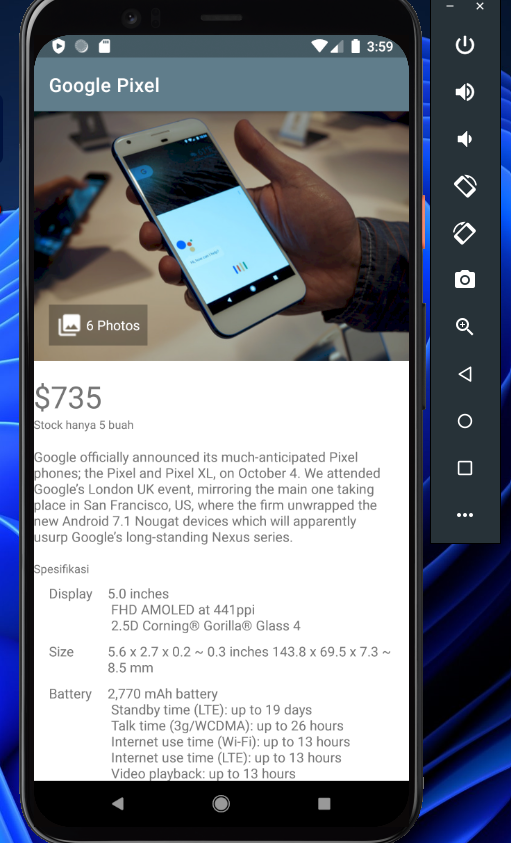 3:59
Google Pixel
6 Photos
$735
Stock hanya 5 buah
Google officially announced its much-anticipated Pixel
phones; the Pixel and Pixel XL, on October 4. We attended
Google's London UK event, mirroring the main one taking
place in San Francisco, US, where the firm unwrapped the
new Android 7.1 Nougat devices which will apparently
usurp Google's long-standing Nexus series.
Spesifikasi
Display 5.0 inches
FHD AMOLED at 441ppi
2.5D Corning® Gorilla® Glass 4
Size 5.6 x 2.7 x 0.2 ~ 0.3 inches 143.8 x 69.5 x 7.3 ~
8.5 mm
Battery 2,770 mAh battery
Standby time (LTE): up to 19 days
Talk time (3g/WCDMA): up to 26 hours
Internet use time (Wi-Fi): up to 13 hours
Internet use time (LTE): up to 13 hours
Video playback: up to 13 hours